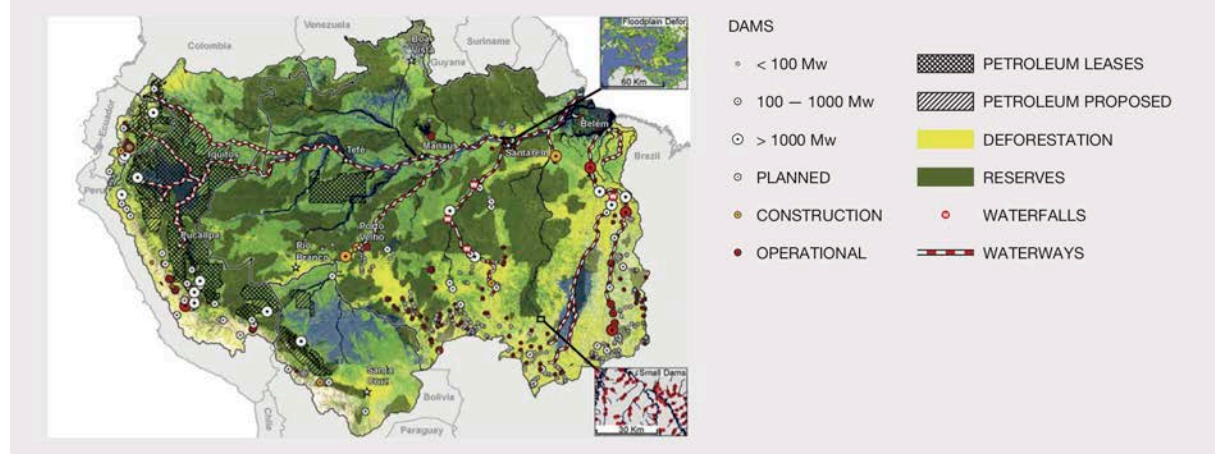 Venezuela
Colombia
Boa
Vista
Guyana
Suriname
Floodplain Defor
60 Km
Ecuador
Belém
Manaus
Santarém
Iquitos
Tefé
Brazil
Peru
Pucallpa
Porto
Velho
Rio
Branco
Santa
Cruz
Small Dams
30 Km
Bolivia
Chile
Paraguay
DAMS
< 100 Mw
100 – 1000 Mw
> 1000 Mw
PLANNED
CONSTRUCTION
OPERATIONAL
PETROLEUM LEASES
PETROLEUM PROPOSED
DEFORESTATION
RESERVES
WATERFALLS
WATERWAYS